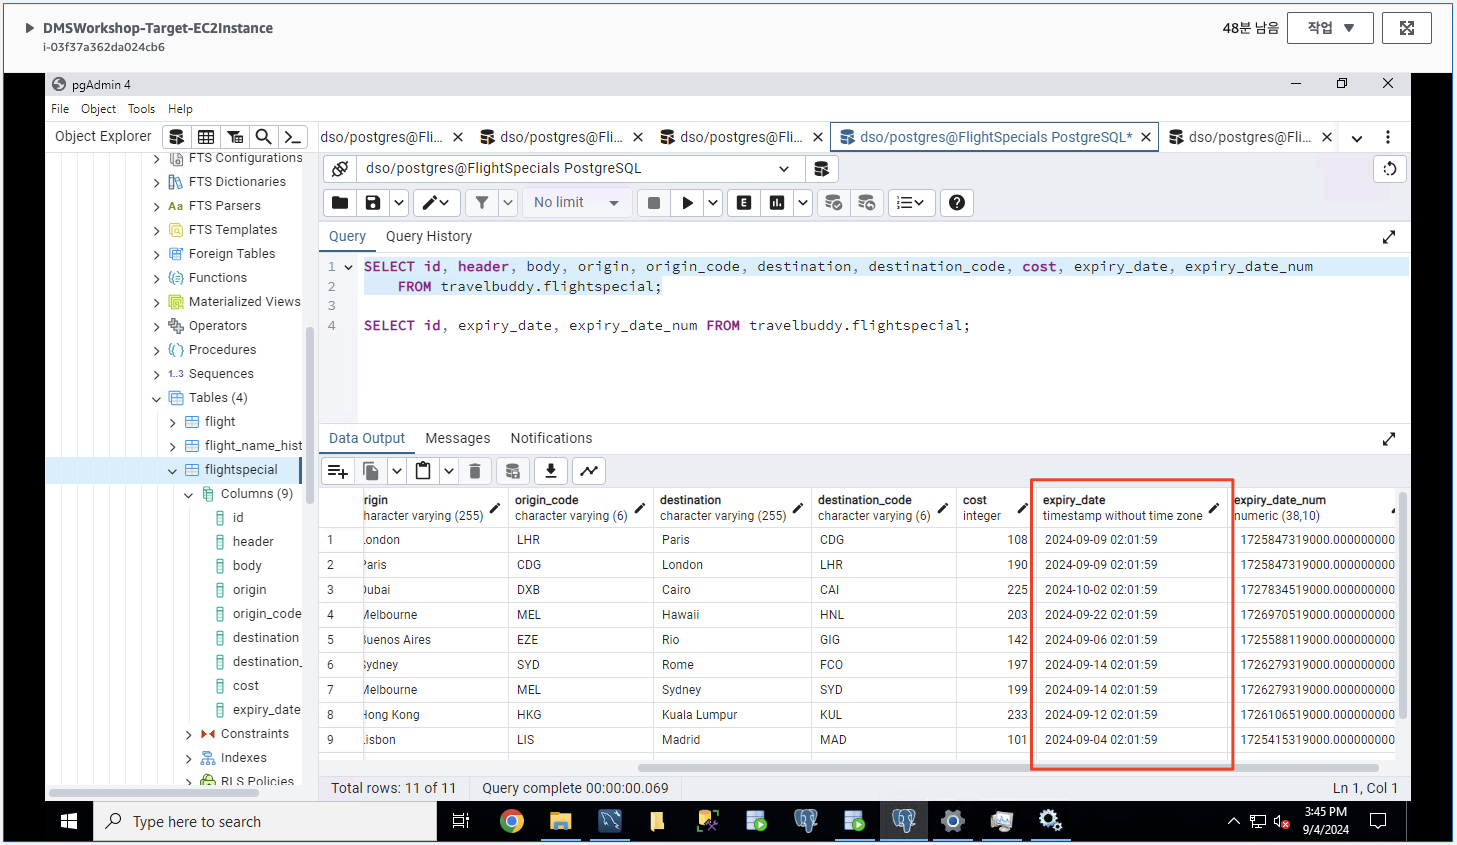 DMSWorkshop-Target-EC2Instance
i-03f37a362da024cb6
48분 남음
작업
pgAdmin 4
File Object Tools Help
Object Explorer
dso/postgres@Fli...
dso/postgres@Fli...
dso/postgres@Fli...
dso/postgres@FlightSpecials PostgreSQL*
dso/postgres@Fli...
FTS Configurations
FTS Dictionaries
Aa FTS Parsers
FTS Templates
Foreign Tables
Functions
Materialized Views
Operators
Procedures
1..3 Sequences
Tables (4)
flight
flight_name_hist
flightspecial
Columns (9)
id
header
body
origin
origin_code
destination
destination_
cost
expiry_date
Constraints
Indexes
RLS Policies
dso/postgres@FlightSpecials PostgreSQL
No limit
E
Query Query History
1 SELECT id, header, body, origin, origin_code, destination, destination_code, cost, expiry_date, expiry_date_num
2 FROM travelbuddy.flightspecial;
3
4 SELECT id, expiry_date, expiry_date_num FROM travelbuddy.flightspecial;
Data Output Messages Notifications
rigin origin_code destination destination_code cost expiry_date expiry_date_num
character varying (255) character varying (6) character varying (255) character varying (6) integer timestamp without time zone numeric (38,10)
1 London LHR Paris CDG 108 2024-09-09 02:01:59 1725847319000.000000000
2 Paris CDG London LHR 190 2024-09-09 02:01:59 1725847319000.000000000
3 Dubai DXB Cairo CAI 225 2024-10-02 02:01:59 1727834519000.000000000
4 Melbourne MEL Hawaii HNL 203 2024-09-22 02:01:59 1726970519000.000000000
5 Buenos Aires EZE Rio GIG 142 2024-09-06 02:01:59 1725588119000.000000000
6 Sydney SYD Rome FCO 197 2024-09-14 02:01:59 1726279319000.000000000
7 Melbourne MEL Sydney SYD 199 2024-09-14 02:01:59 1726279319000.000000000
8 Hong Kong HKG Kuala Lumpur KUL 233 2024-09-12 02:01:59 1726106519000.000000000
9 Lisbon LIS Madrid MAD 101 2024-09-04 02:01:59 1725415319000.000000000
Total rows: 11 of 11 Query complete 00:00:00.069 Ln 1, Col 1
Type here to search
3:45 PM
9/4/2024